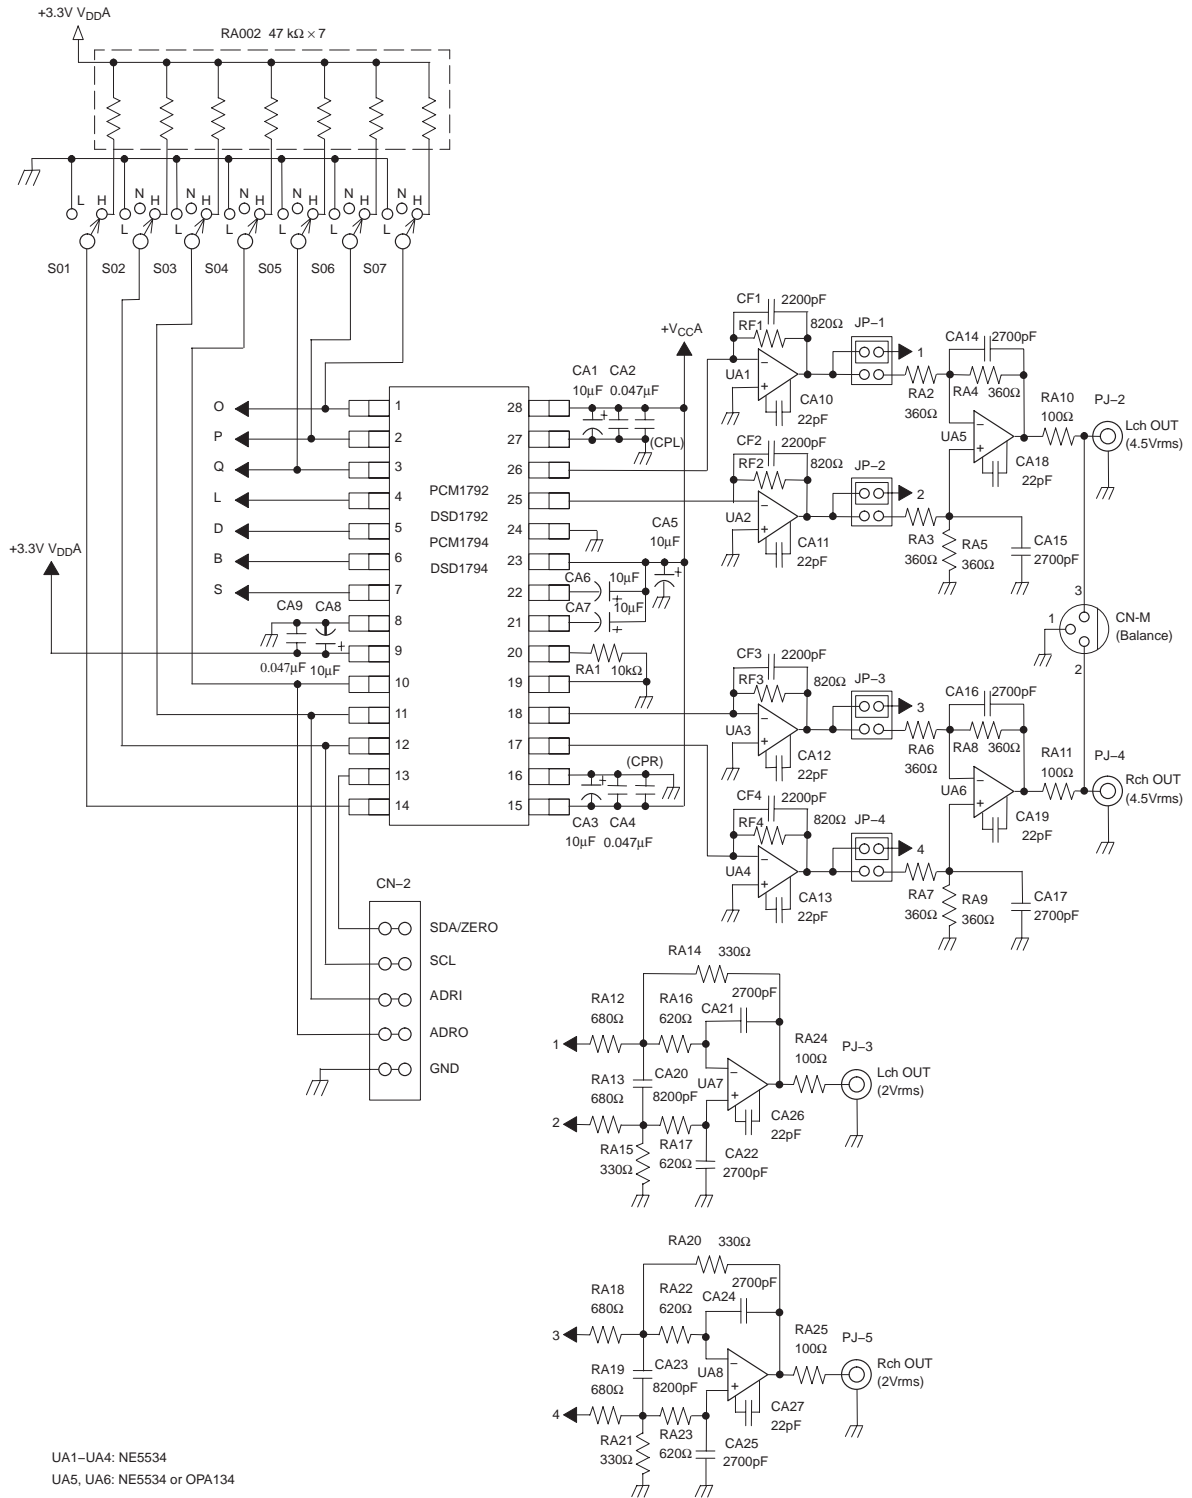 +3.3V VDDA
RA002 47 kΩ × 7
L H N H N H N H N H N H N H
L L L L L L
S01 S02 S03 S04 S05 S06 S07
+VCCA
CF1 2200pF
RF1 820Ω JP–1
1
UA1
CA10
22pF
RA2
360Ω
CA14 2700pF
RA4 360Ω
UA5
RA10
100Ω
PJ–2
Lch OUT
(4.5Vrms)
CA18
22pF
CF2 2200pF
RF2 820Ω JP–2
2
UA2
CA11
22pF
RA3
360Ω
RA5
360Ω
CA15
2700pF
CA1 CA2
10μF 0.047μF
(CPL)
CA5
10μF
CA6 10μF
CA7 10μF
RA1 10kΩ
O
P
Q
L
D
B
S
+3.3V VDDA
CA9 CA8
0.047μF 10μF
1 28
2 27
3 26
4 25
5 24
6 23
7 22
8 21
9 20
10 19
11 18
12 17
13 16
14 15
PCM1792
DSD1792
PCM1794
DSD1794
(CPR)
CA3 CA4
10μF 0.047μF
3
1
2
CN-M
(Balance)
CF3 2200pF
RF3 820Ω JP–3
3
UA3
CA12
22pF
RA6
360Ω
CA16 2700pF
RA8 360Ω
UA6
RA11
100Ω
PJ–4
Rch OUT
(4.5Vrms)
CA19
22pF
CF4 2200pF
RF4 820Ω JP–4
4
UA4
CA13
22pF
RA7
360Ω
RA9
360Ω
CA17
2700pF
CN–2
SDA/ZERO
SCL
ADRI
ADRO
GND
RA14 330Ω
2700pF
RA12 RA16 CA21
680Ω 620Ω
1
RA13 CA20
680Ω 8200pF
2
UA7
RA24
100Ω
PJ–3
Lch OUT
(2Vrms)
CA26
22pF
RA15 RA17 CA22
330Ω 620Ω 2700pF
RA20 330Ω
2700pF
RA18 RA22 CA24
680Ω 620Ω
3
RA19 CA23
680Ω 8200pF
4
UA8
RA25
100Ω
PJ–5
Rch OUT
(2Vrms)
CA27
22pF
RA21 RA23 CA25
330Ω 620Ω 2700pF
UA1–UA4: NE5534
UA5, UA6: NE5534 or OPA134